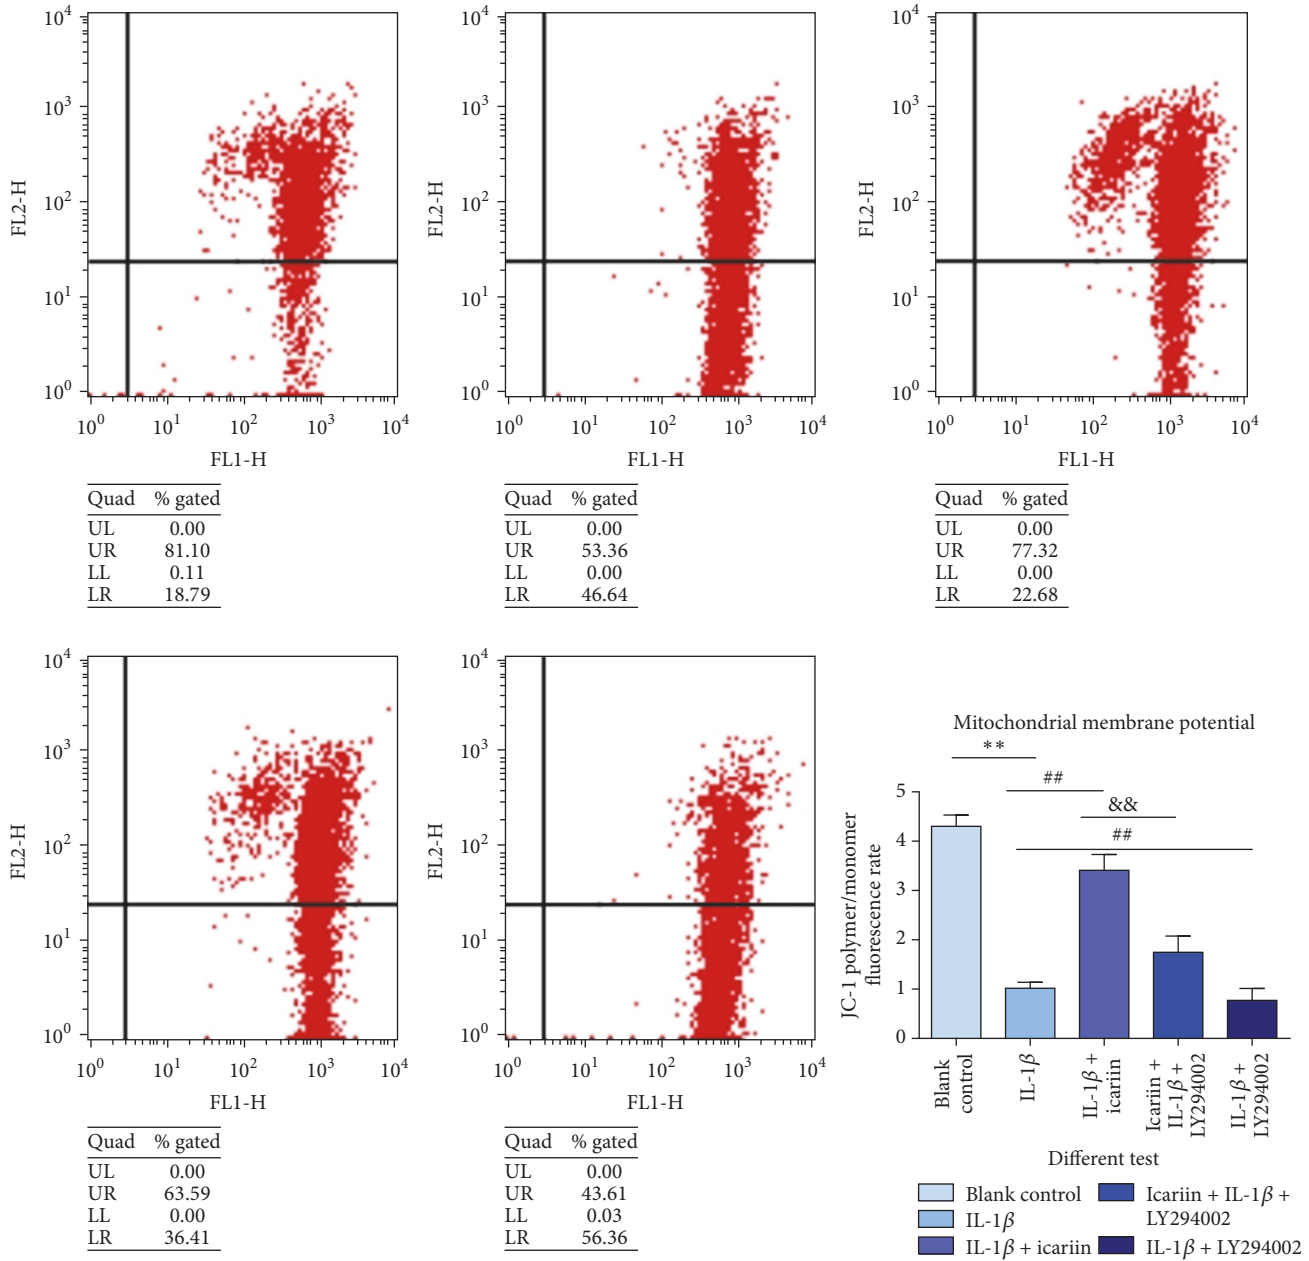 10⁴
10³
10²
10¹
10⁰
FL2-H
10⁰ 10¹ 10² 10³ 10⁴
FL1-H
Quad % gated
UL 0.00
UR 81.10
LL 0.11
LR 18.79
10⁴
10³
10²
10¹
10⁰
FL2-H
10⁰ 10¹ 10² 10³ 10⁴
FL1-H
Quad % gated
UL 0.00
UR 53.36
LL 0.00
LR 46.64
10⁴
10³
10²
10¹
10⁰
FL2-H
10⁰ 10¹ 10² 10³ 10⁴
FL1-H
Quad % gated
UL 0.00
UR 77.32
LL 0.00
LR 22.68
10⁴
10³
10²
10¹
10⁰
FL2-H
10⁰ 10¹ 10² 10³ 10⁴
FL1-H
Quad % gated
UL 0.00
UR 63.59
LL 0.00
LR 36.41
10⁴
10³
10²
10¹
10⁰
FL2-H
10⁰ 10¹ 10² 10³ 10⁴
FL1-H
Quad % gated
UL 0.00
UR 43.61
LL 0.03
LR 56.36
Mitochondrial membrane potential
**
##
&&
##
5
4
3
2
1
0
JC-1 polymer/monomer
fluorescence rate
Blank
control
IL-1β
IL-1β +
icariin
Icariin +
IL-1β +
LY294002
IL-1β +
LY294002
Different test
Blank control
IL-1β
IL-1β + icariin
Icariin + IL-1β +
LY294002
IL-1β + LY294002